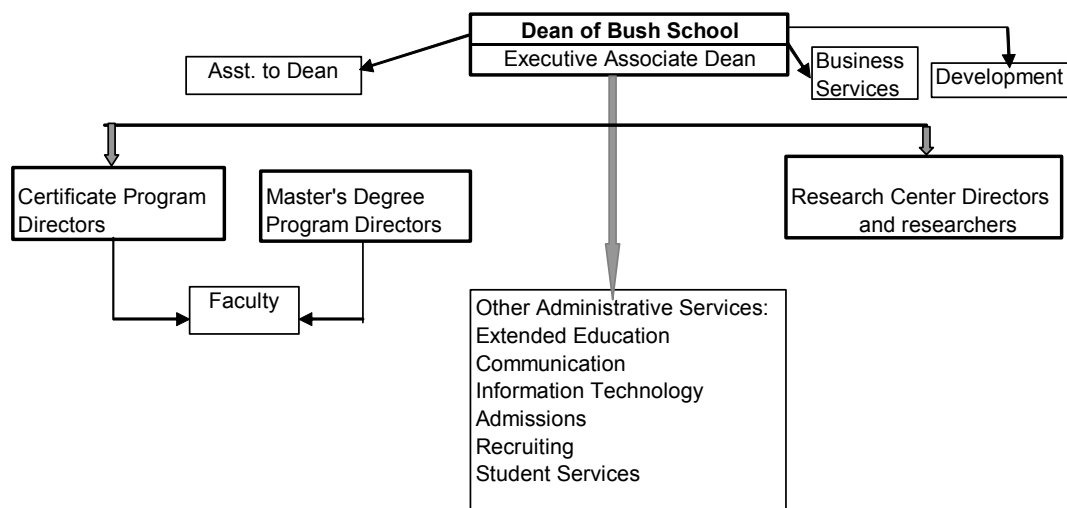 Dean of Bush School
Executive Associate Dean
Asst. to Dean
Business
Services
Development
Certificate Program
Directors
Master's Degree
Program Directors
Research Center Directors
and researchers
Faculty
Other Administrative Services:
Extended Education
Communication
Information Technology
Admissions
Recruiting
Student Services